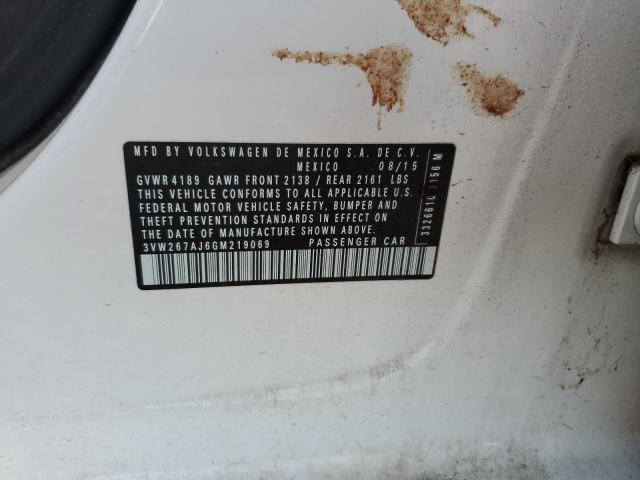 MFD BY VOLKSWAGEN DE MEXICO S.A. DE C.V.
MEXICO 08/15
GVWR 4189 GAWR FRONT 2138 / REAR 2161 LBS
THIS VEHICLE CONFORMS TO ALL APPLICABLE U.S.
FEDERAL MOTOR VEHICLE SAFETY, BUMPER AND
THEFT PREVENTION STANDARDS IN EFFECT ON
THE DATE OF MANUFACTURE SHOWN ABOVE.
3VW267AJ6GM219069 PASSENGER CAR
M